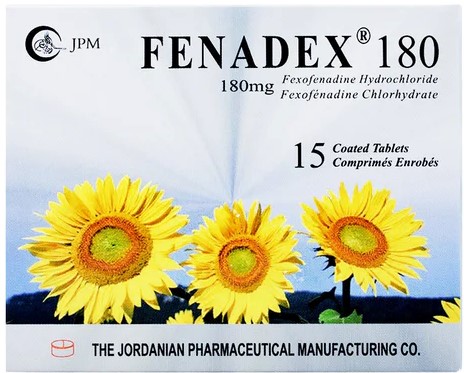 JPM
FENADEX® 180
180mg Fexofenadine Hydrochloride
Fexofénadine Chlorhydrate
15 Coated Tablets
Comprimés Enrobés
THE JORDANIAN PHARMACEUTICAL MANUFACTURING CO.